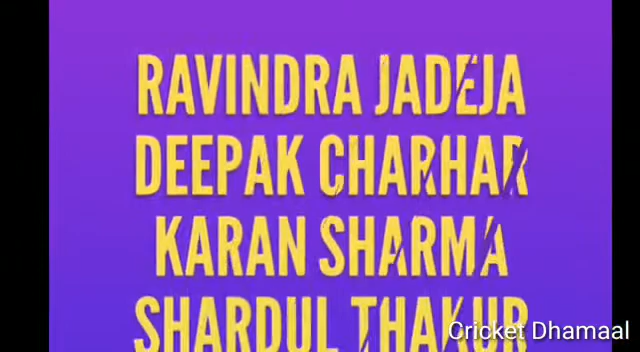 RAVINDRA JADEJA
DEEPAK CHARHAR
KARAN SHARMA
SHARDUL THAKUR
Cricket Dhamaal